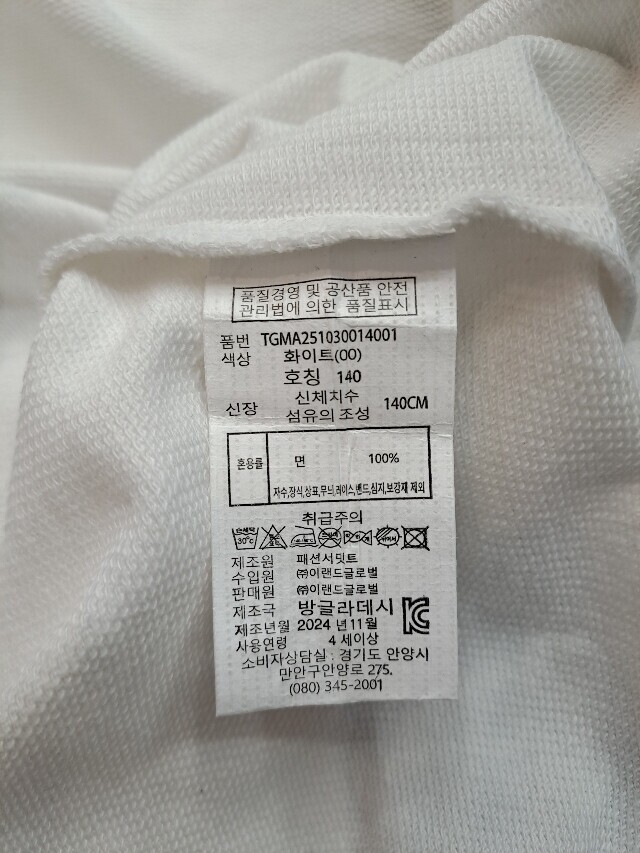 품질경영 및 공산품 안전
관리법에 의한 품질표시
품번 TGMA251030014001
색상 화이트(00)
호칭 140
신체치수
신장 140CM
섬유의 조성
혼용률 면 100%
자수,장식,상표,무늬,레이스,밴드,심지,보강재 제외
취급주의
손세탁
30°C
제조원 패션서밋트
수입원 ㈜이랜드글로벌
판매원 ㈜이랜드글로벌
제조국 방글라데시
제조년월 2024 년11월
사용연령 4 세이상
소비자상담실 : 경기도 안양시
만안구안양로 275.
(080) 345-2001